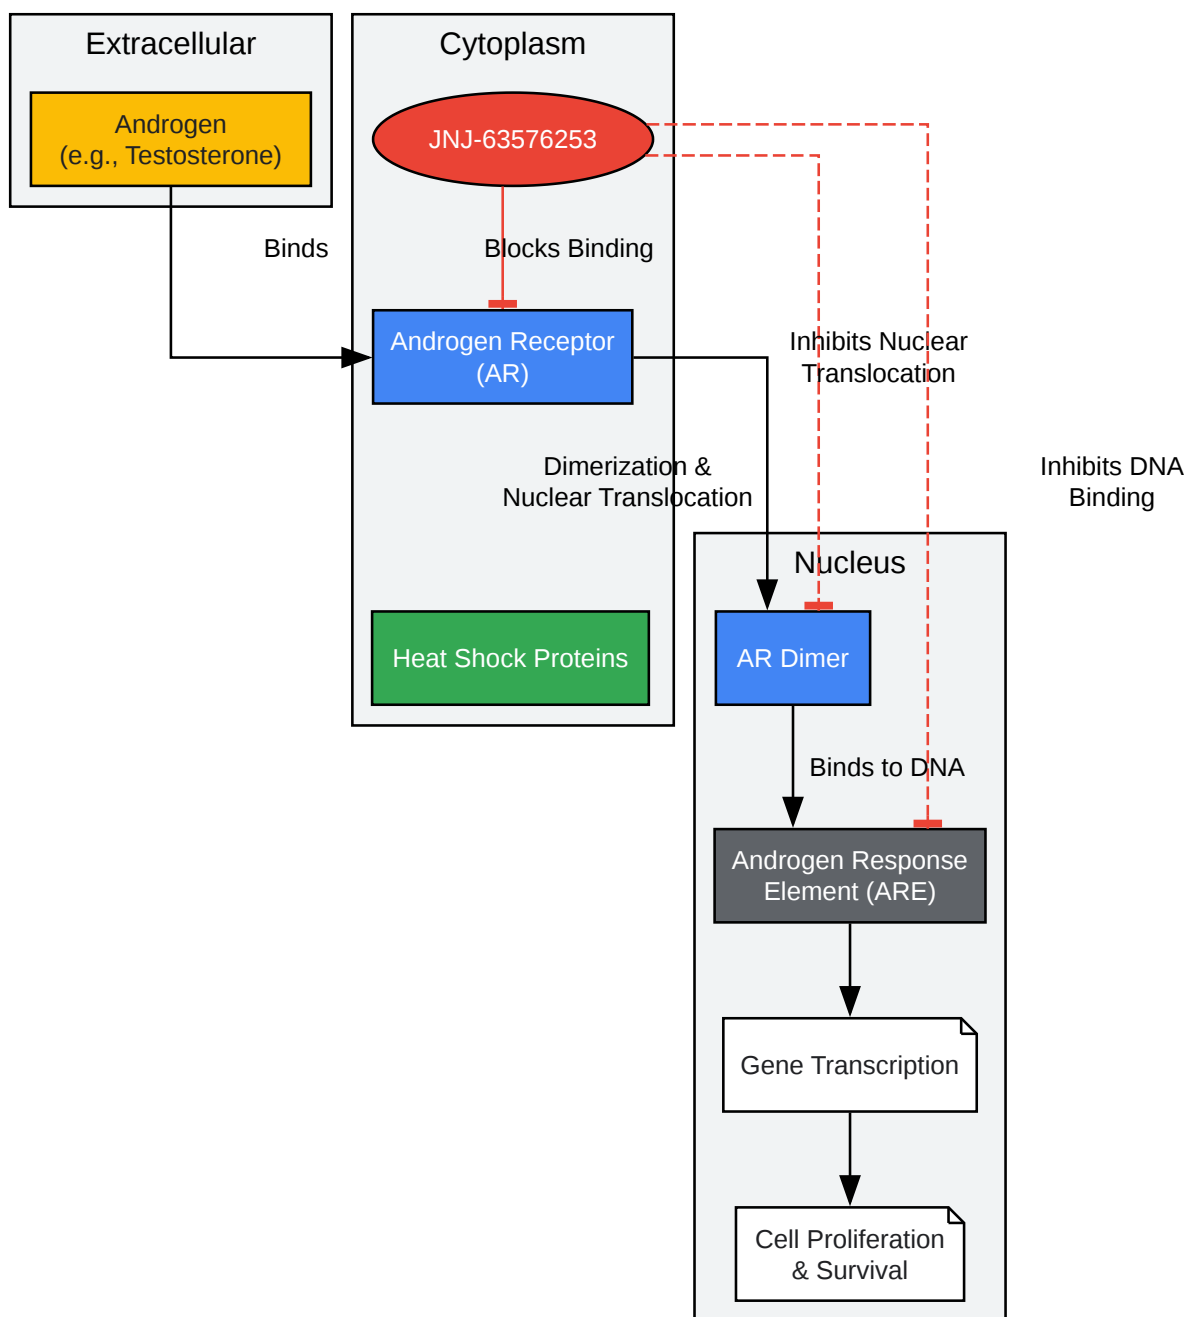 Extracellular
Cytoplasm
Androgen
(e.g., Testosterone)
JNJ-63576253
Binds
Blocks Binding
Androgen Receptor
(AR)
Inhibits Nuclear
Translocation
Dimerization &
Nuclear Translocation
Inhibits DNA
Binding
Nucleus
Heat Shock Proteins
AR Dimer
Binds to DNA
Androgen Response
Element (ARE)
Gene Transcription
Cell Proliferation
& Survival